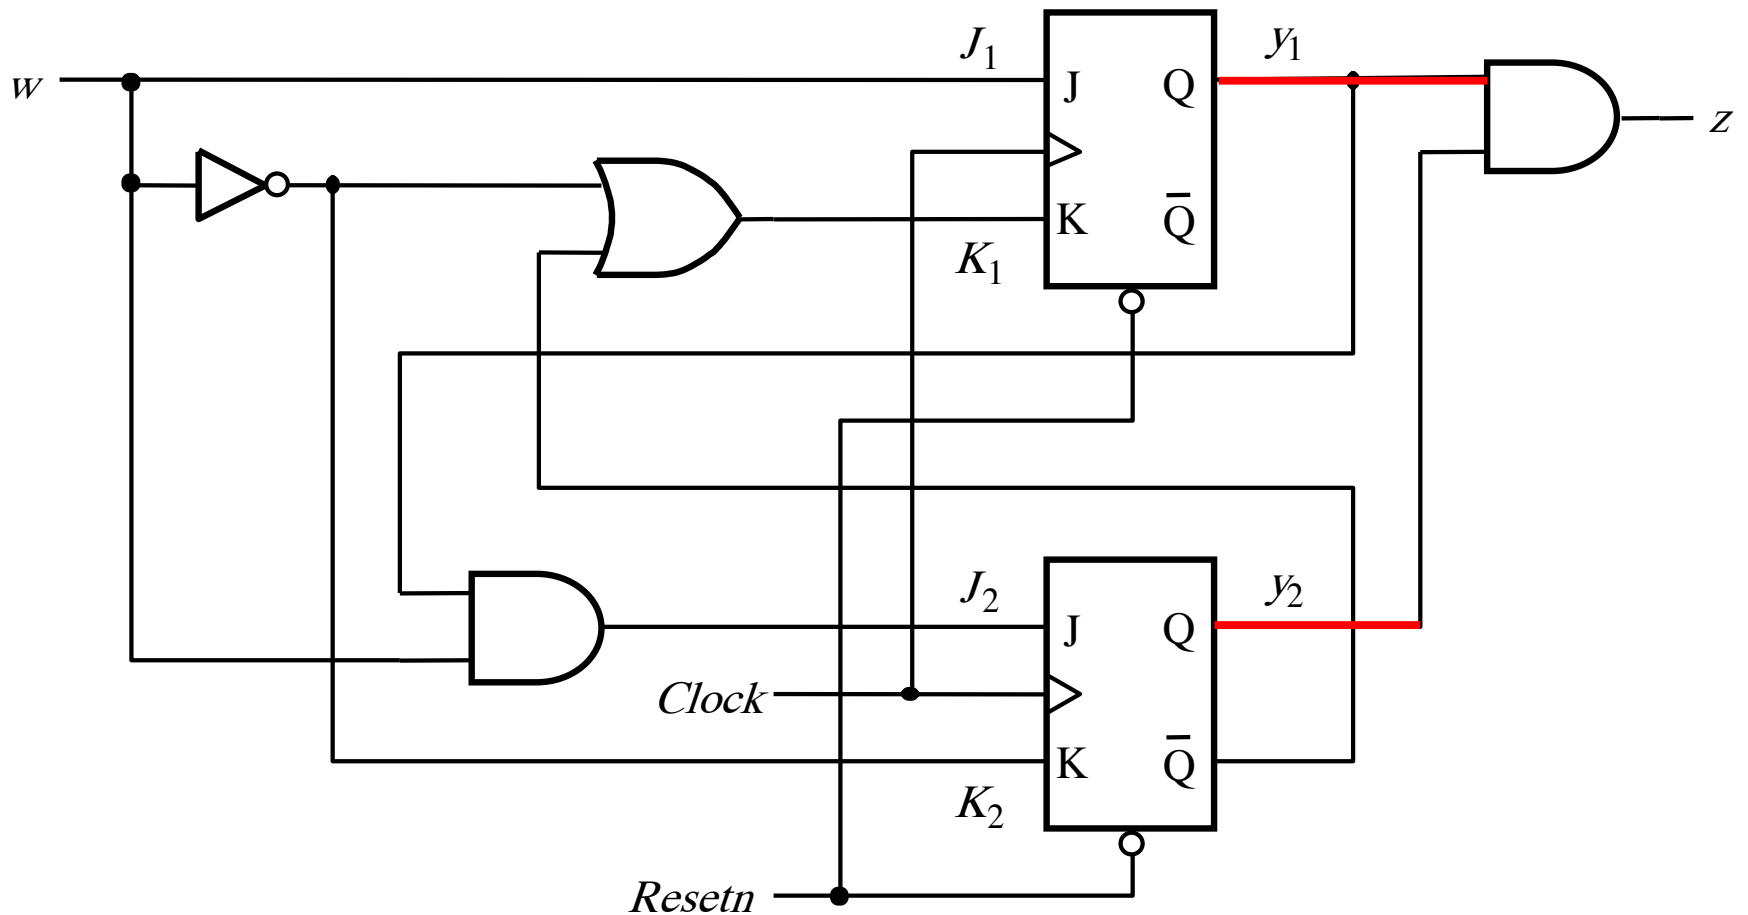 J₁
y₁
w
J
Q
z
K
Q̅
K₁
J₂
y₂
J
Q
Clock
K
Q̅
K₂
Resetn